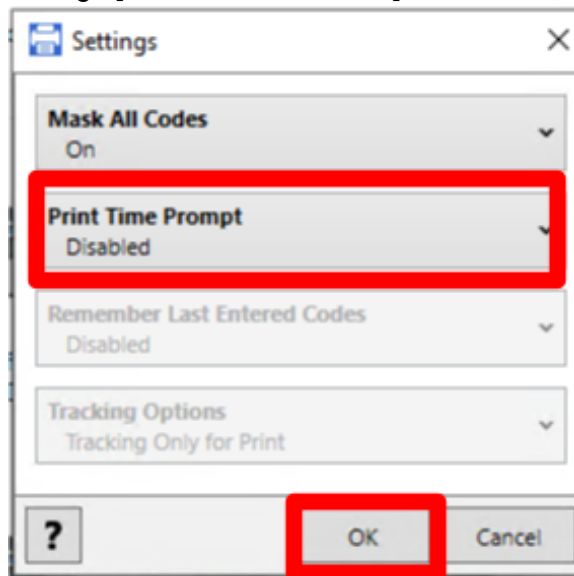 Settings
Mask All Codes
On
Print Time Prompt
Disabled
Remember Last Entered Codes
Disabled
Tracking Options
Tracking Only for Print
?
OK
Cancel